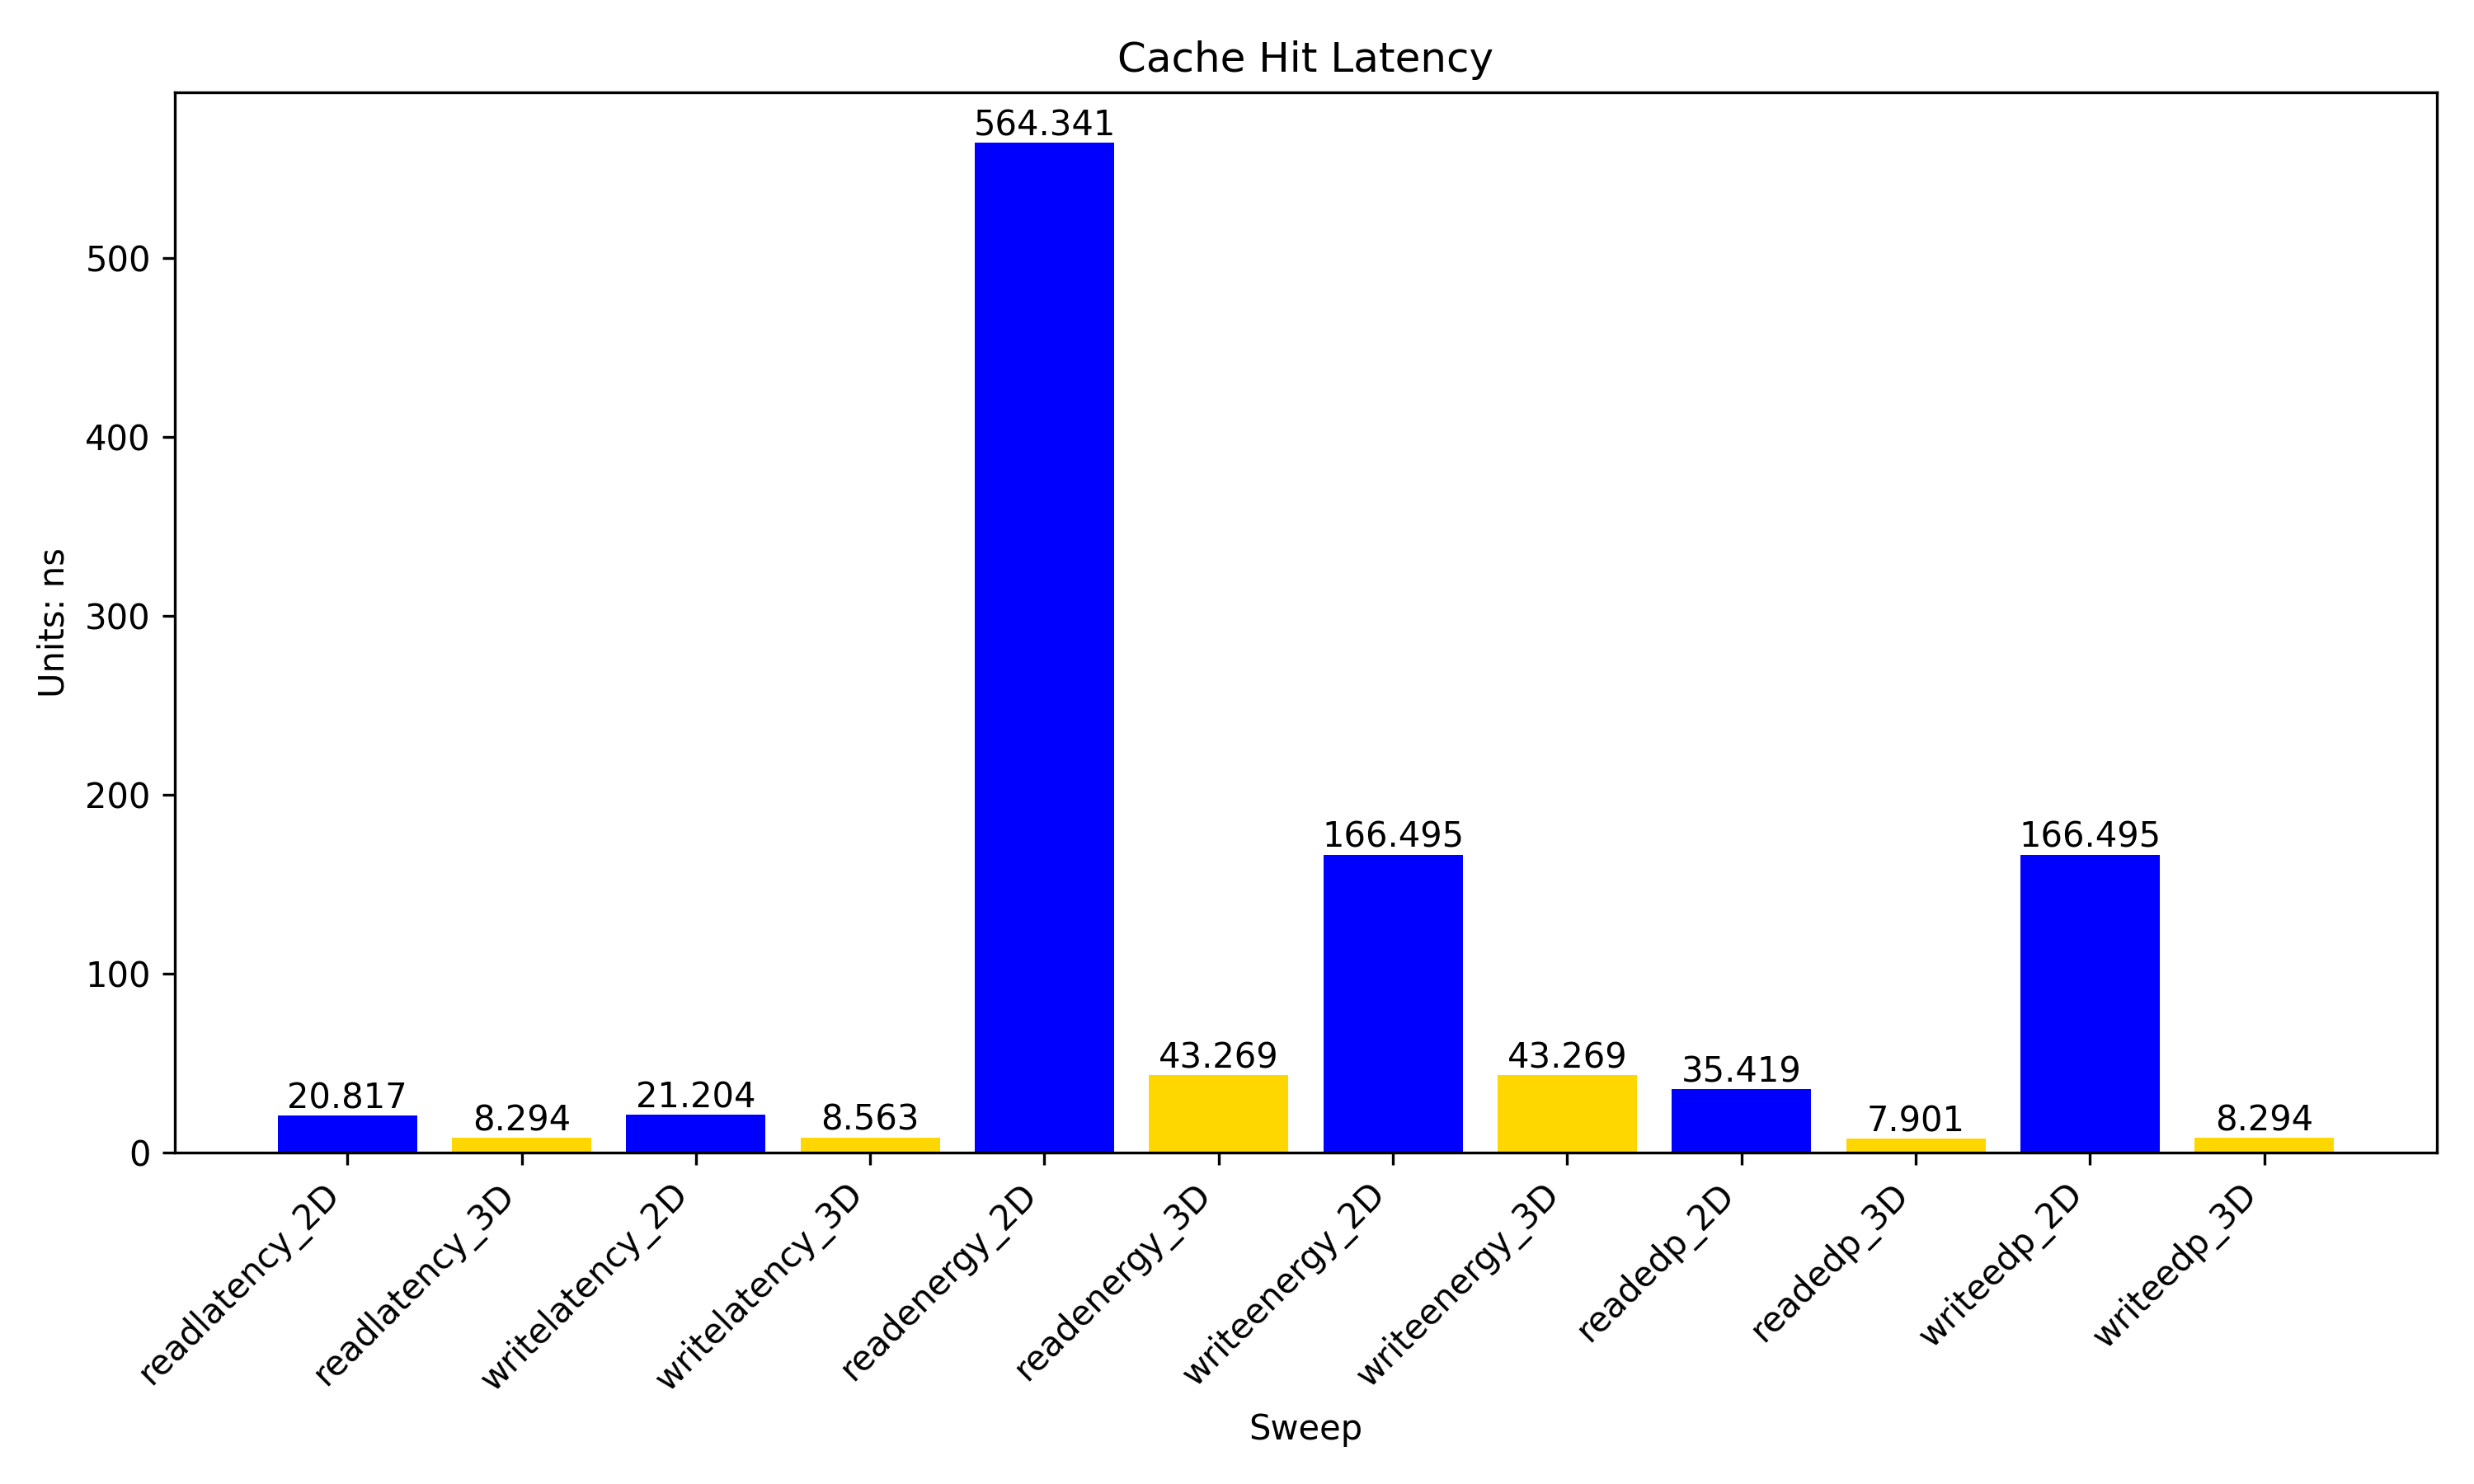 Cache Hit Latency
Units: ns
500
400
300
200
100
0
20.817
8.294
21.204
8.563
564.341
43.269
166.495
43.269
35.419
7.901
166.495
8.294
readlatency_2D
readlatency_3D
writelatency_2D
writelatency_3D
readenergy_2D
readenergy_3D
writeenergy_2D
writeenergy_3D
readedp_2D
readedp_3D
writeedp_2D
writeedp_3D
Sweep